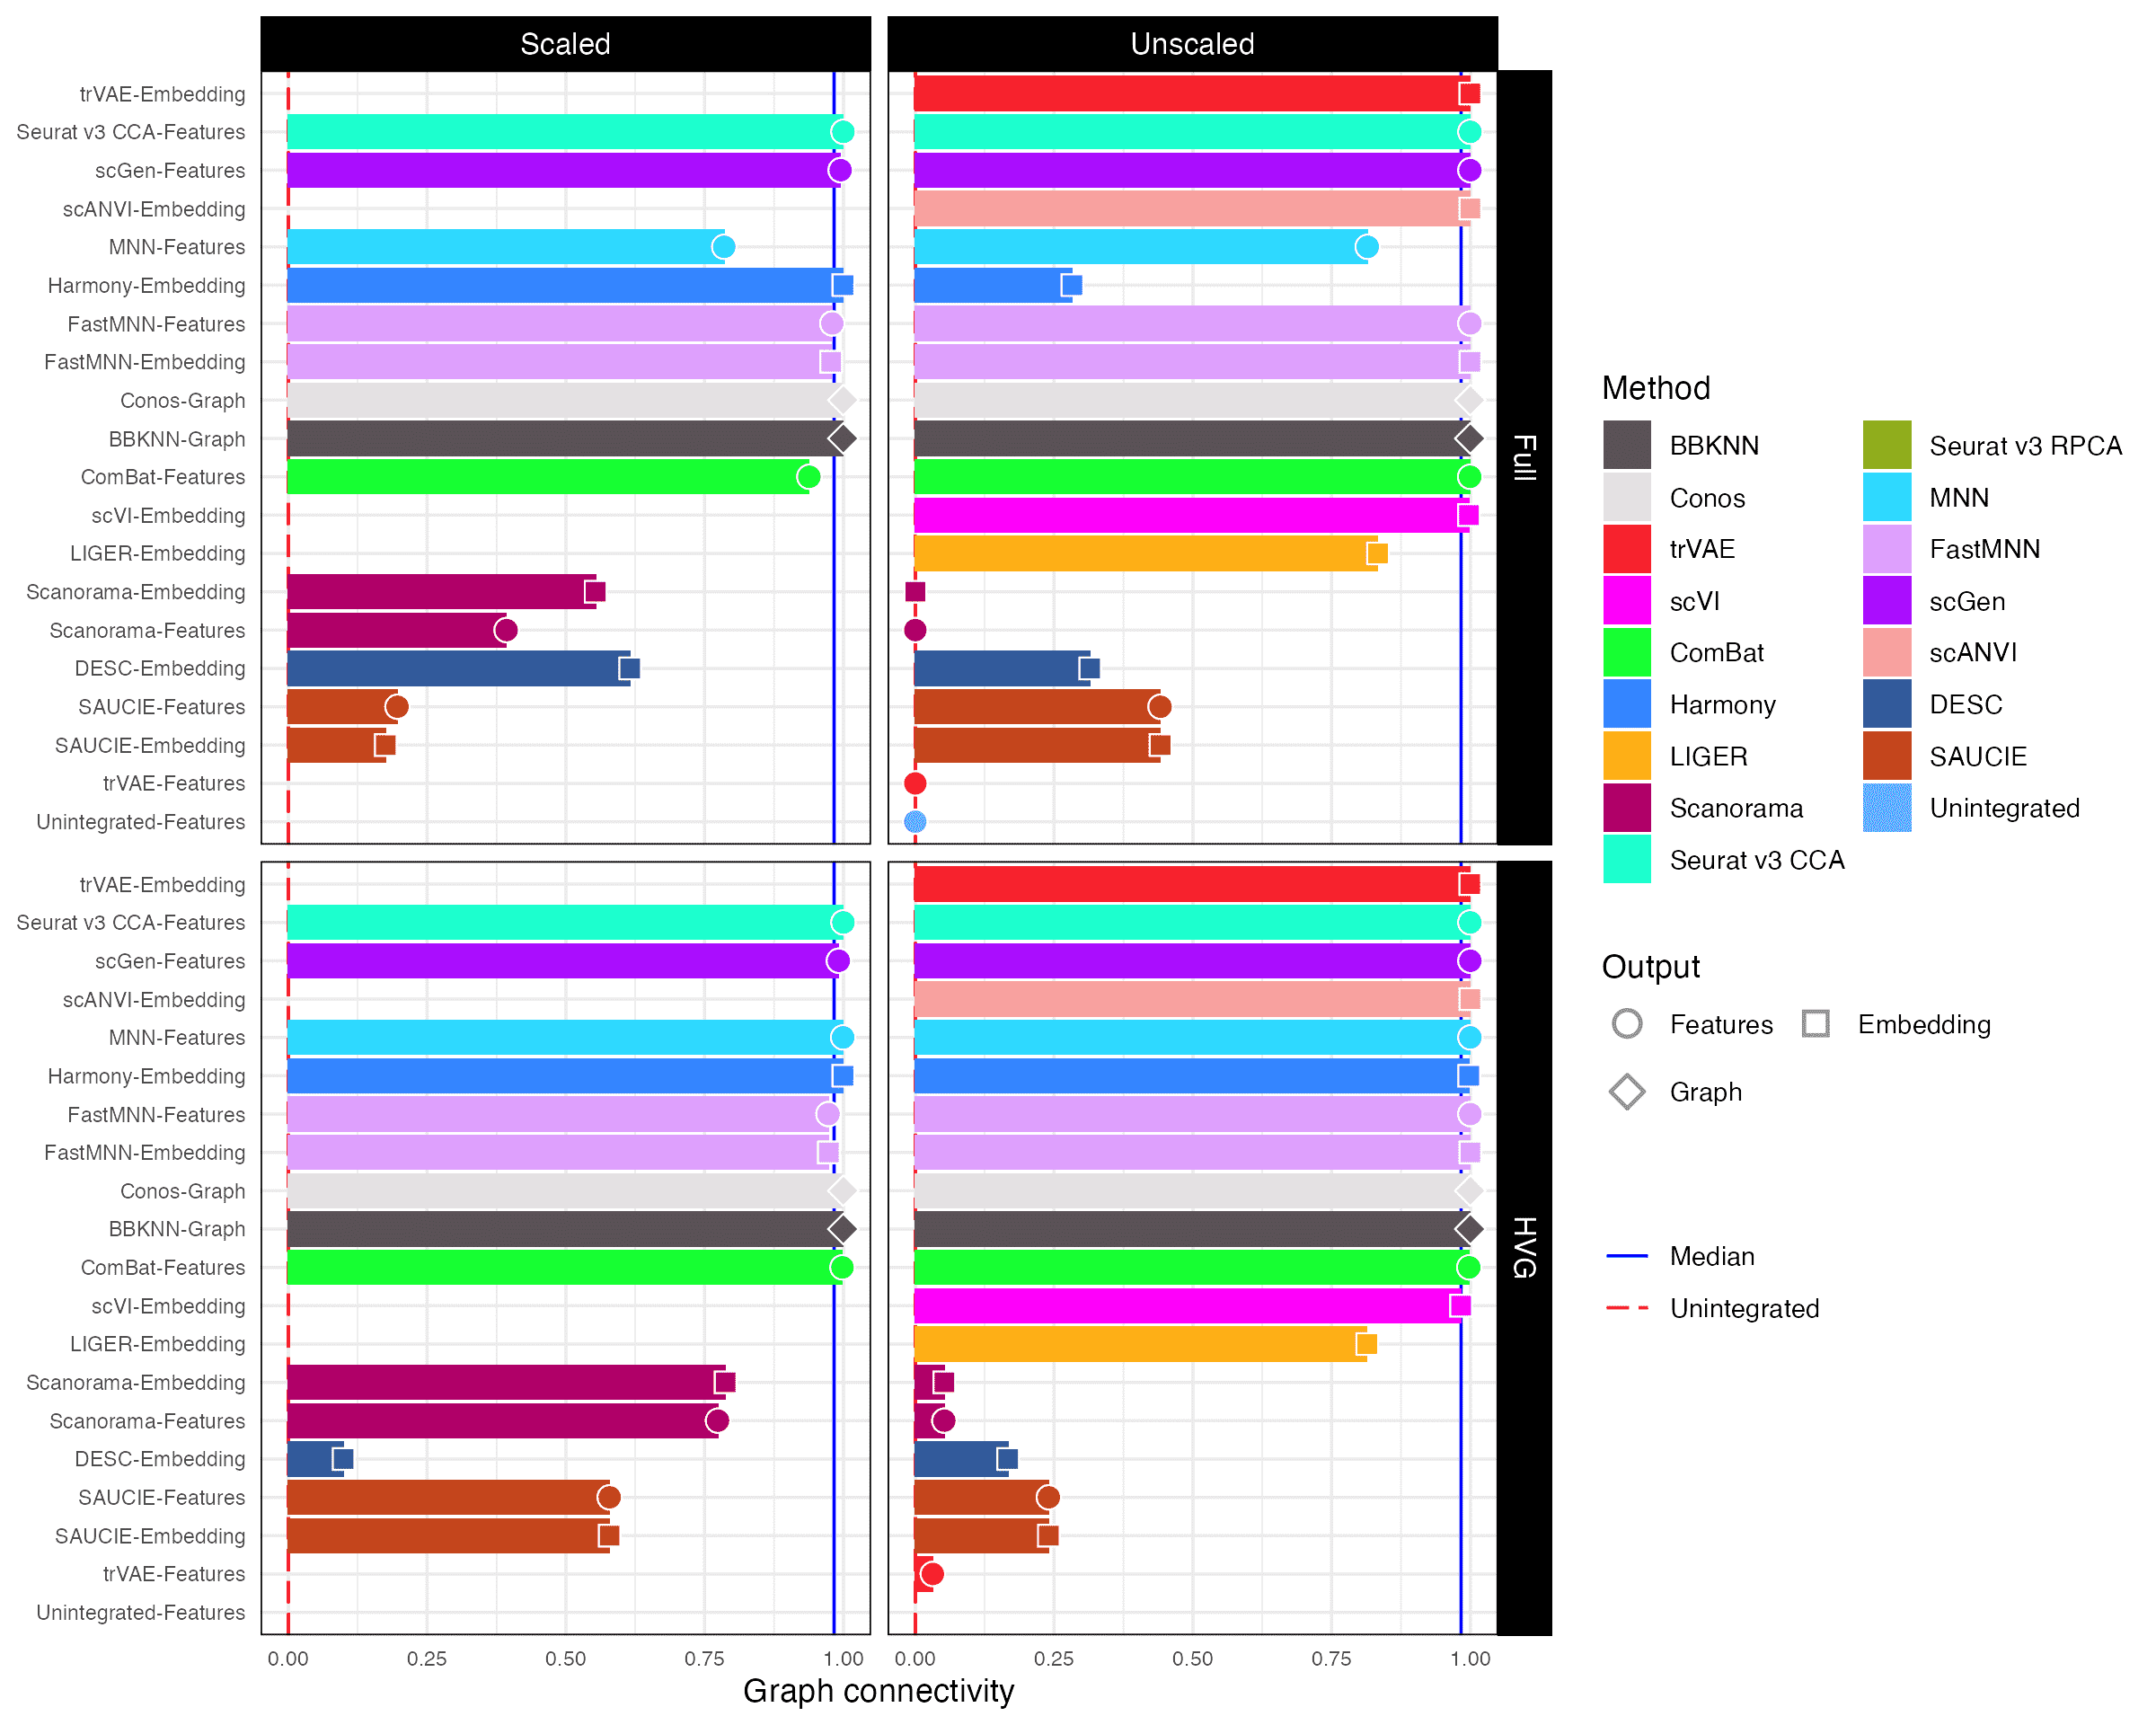 Scaled
Unscaled
trVAE-Embedding
Seurat v3 CCA-Features
scGen-Features
scANVI-Embedding
MNN-Features
Harmony-Embedding
FastMNN-Features
FastMNN-Embedding
Conos-Graph
BBKNN-Graph
ComBat-Features
scVI-Embedding
LIGER-Embedding
Scanorama-Embedding
Scanorama-Features
DESC-Embedding
SAUCIE-Features
SAUCIE-Embedding
trVAE-Features
Unintegrated-Features
Full
trVAE-Embedding
Seurat v3 CCA-Features
scGen-Features
scANVI-Embedding
MNN-Features
Harmony-Embedding
FastMNN-Features
FastMNN-Embedding
Conos-Graph
BBKNN-Graph
ComBat-Features
scVI-Embedding
LIGER-Embedding
Scanorama-Embedding
Scanorama-Features
DESC-Embedding
SAUCIE-Features
SAUCIE-Embedding
trVAE-Features
Unintegrated-Features
HVG
0.00 0.25 0.50 0.75 1.00
0.00 0.25 0.50 0.75 1.00
Graph connectivity
Method
BBKNN
Conos
trVAE
scVI
ComBat
Harmony
LIGER
Scanorama
Seurat v3 CCA
Seurat v3 RPCA
MNN
FastMNN
scGen
scANVI
DESC
SAUCIE
Unintegrated
Output
Features
Embedding
Graph
Median
Unintegrated